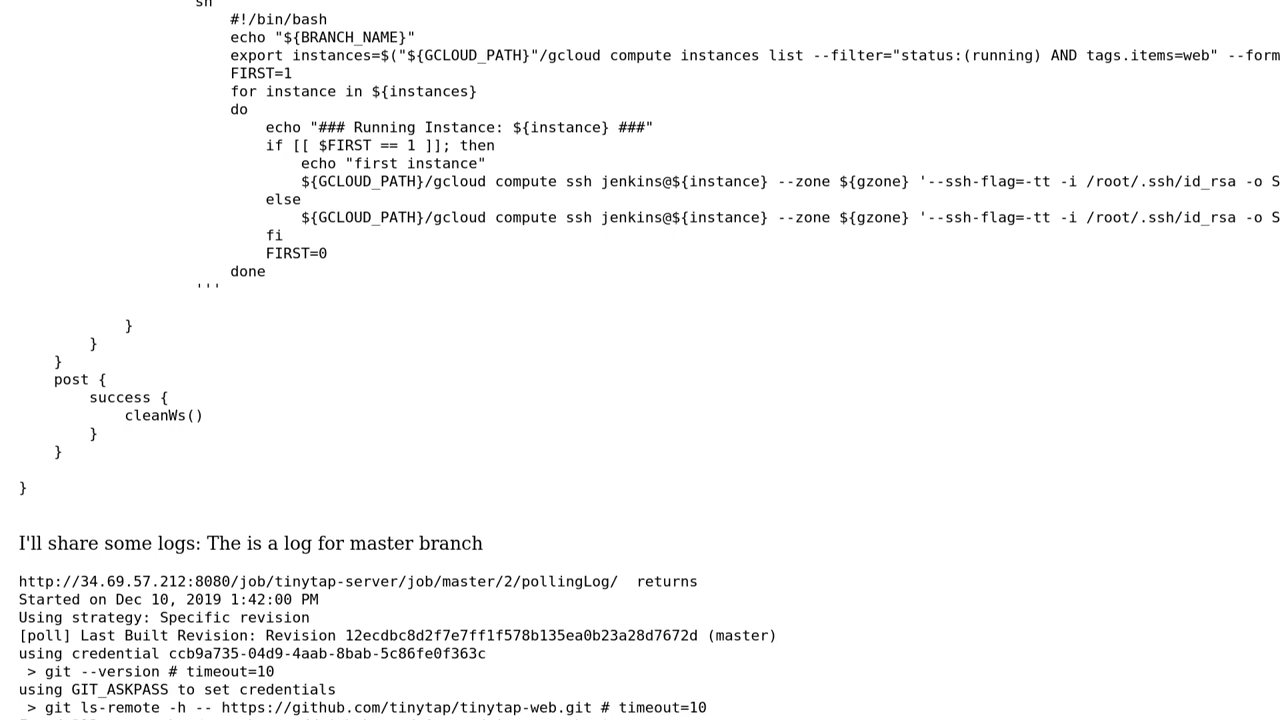 sh
#!/bin/bash
echo "${BRANCH_NAME}"
export instances=$("${GCLOUD_PATH}"/gcloud compute instances list --filter="status:(running) AND tags.items=web" --form
FIRST=1
for instance in ${instances}
do
echo "### Running Instance: ${instance} ###"
if [[ $FIRST == 1 ]]; then
echo "first instance"
${GCLOUD_PATH}/gcloud compute ssh jenkins@${instance} --zone ${gzone} '--ssh-flag=-tt -i /root/.ssh/id_rsa -o S
else
${GCLOUD_PATH}/gcloud compute ssh jenkins@${instance} --zone ${gzone} '--ssh-flag=-tt -i /root/.ssh/id_rsa -o S
fi
FIRST=0
done
'''
}
}
}
post {
success {
cleanWs()
}
}
}
I'll share some logs: The is a log for master branch
http://34.69.57.212:8080/job/tinytap-server/job/master/2/pollingLog/  returns
Started on Dec 10, 2019 1:42:00 PM
Using strategy: Specific revision
[poll] Last Built Revision: Revision 12ecdbc8d2f7e7ff1f578b135ea0b23a28d7672d (master)
using credential ccb9a735-04d9-4aab-8bab-5c86fe0f363c
> git --version # timeout=10
using GIT_ASKPASS to set credentials
> git ls-remote -h -- https://github.com/tinytap/tinytap-web.git # timeout=10